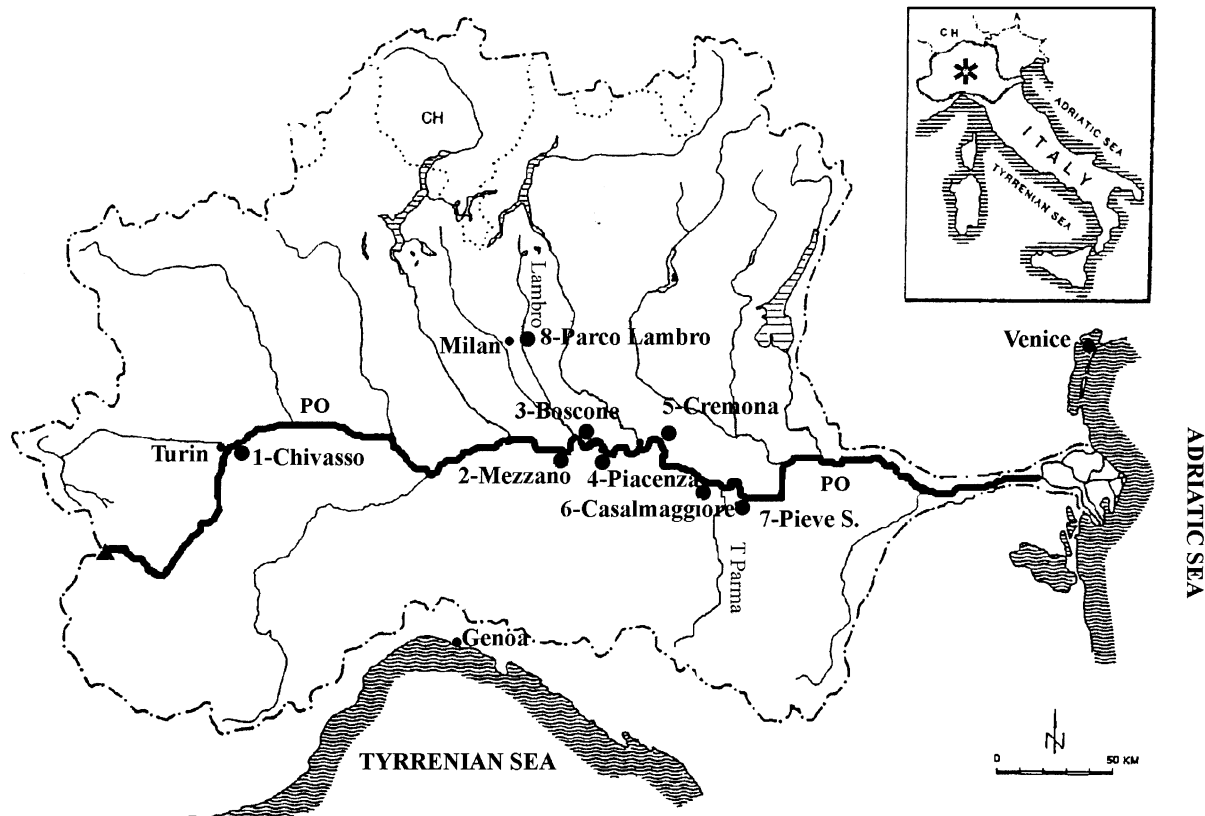 CH
A
CH
ADRIATIC SEA
ITALY
TYRRENIAN SEA
Lambro
Milan
8-Parco Lambro
Venice
3-Boscone
5-Cremona
PO
Turin
1-Chivasso
2-Mezzano
4-Piacenza
PO
6-Casalmaggiore
7-Pieve S.
ADRIATIC SEA
T Parma
Genoa
TYRRENIAN SEA
N
0
50 KM